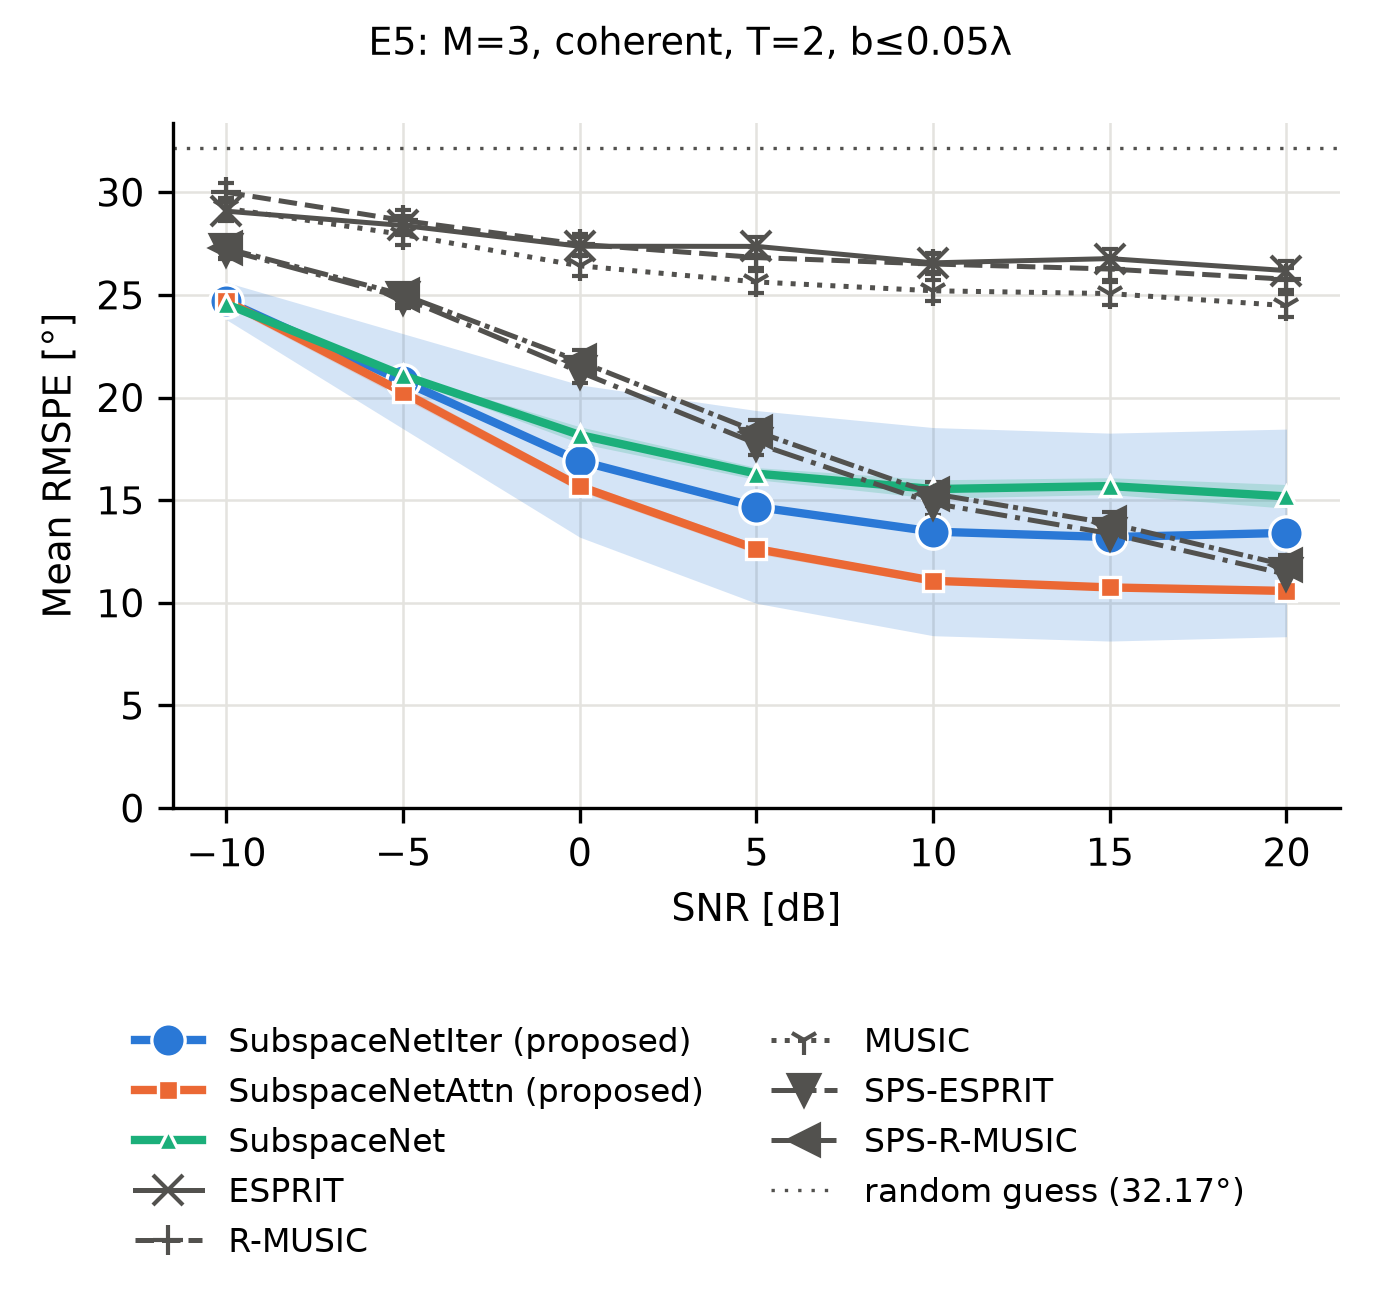 E5: M=3, coherent, T=2, b≤0.05λ
Mean RMSPE [°]
30
25
20
15
10
5
0
−10 −5 0 5 10 15 20
SNR [dB]
SubspaceNetIter (proposed)
SubspaceNetAttn (proposed)
SubspaceNet
ESPRIT
R-MUSIC
MUSIC
SPS-ESPRIT
SPS-R-MUSIC
random guess (32.17°)